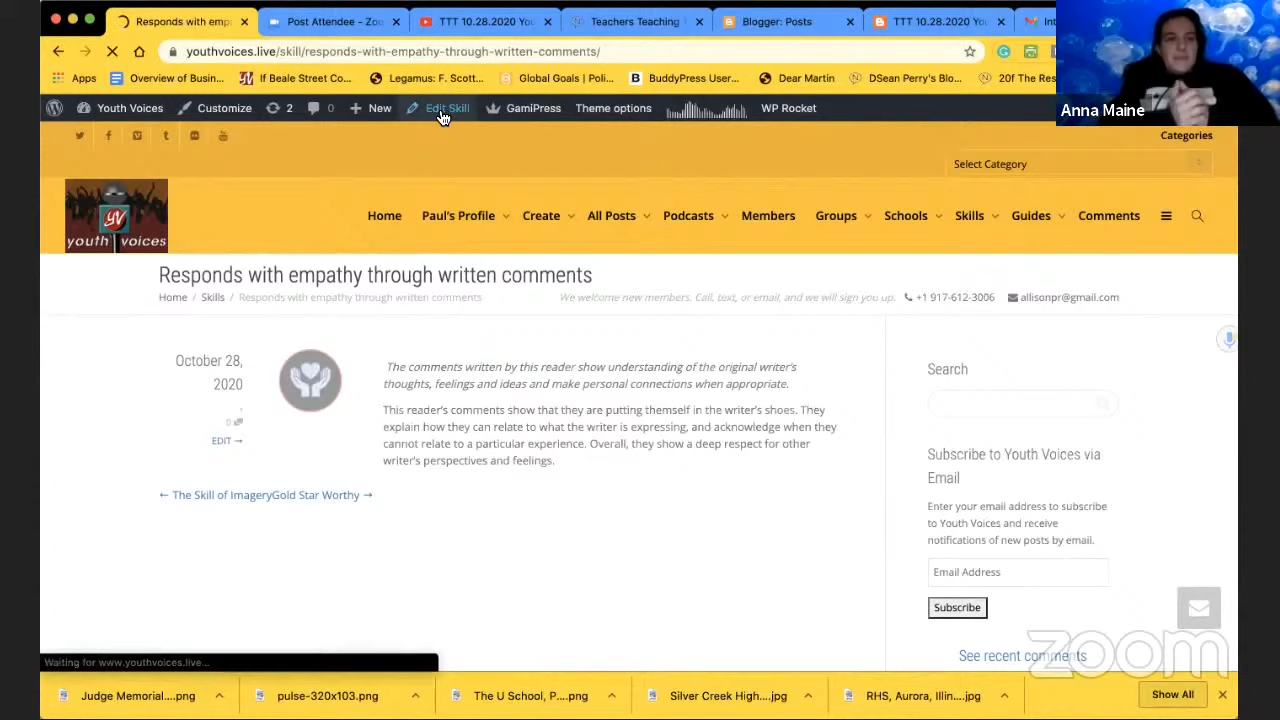 Responds with emp
Post Attendee - Zoo
TTT 10.28.2020 You
Teachers Teaching
Blogger: Posts
TTT 10.28.2020 You
Int
youthvoices.live/skill/responds-with-empathy-through-written-comments/
Apps
Overview of Busin...
If Beale Street Co...
Legamus: F. Scott...
Global Goals | Poli...
BuddyPress User...
Dear Martin
DSean Perry's Blo...
20f The Res
Anna Maine
Youth Voices
Customize
2
0
New
Edit Skill
GamiPress
Theme options
WP Rocket
Categories
Select Category
YV
youth voices
Home
Paul's Profile
Create
All Posts
Podcasts
Members
Groups
Schools
Skills
Guides
Comments
Responds with empathy through written comments
Home / Skills / Responds with empathy through written comments
We welcome new members. Call, text, or email, and we will sign you up.
+1 917-612-3006
allisonpr@gmail.com
October 28,
2020
,
0
EDIT →
The comments written by this reader show understanding of the original writer's
thoughts, feelings and ideas and make personal connections when appropriate.
This reader's comments show that they are putting themself in the writer's shoes. They
explain how they can relate to what the writer is expressing, and acknowledge when they
cannot relate to a particular experience. Overall, they show a deep respect for other
writer's perspectives and feelings.
← The Skill of ImageryGold Star Worthy →
Search
Subscribe to Youth Voices via
Email
Enter your email address to subscribe
to Youth Voices and receive
notifications of new posts by email.
Email Address
Subscribe
See recent comments
zoom
Waiting for www.youthvoices.live...
Judge Memorial....png
pulse-320x103.png
The U School, P....png
Silver Creek High....jpg
RHS, Aurora, Illin....jpg
Show All